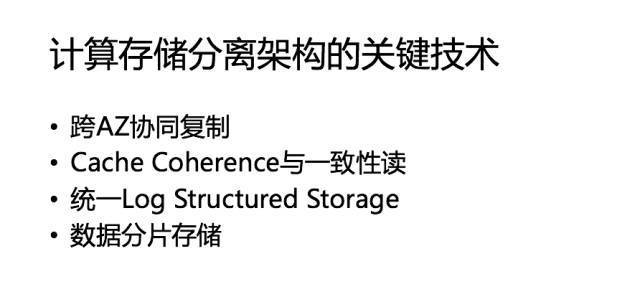 计算存储分离架构的关键技术
• 跨AZ协同复制
• Cache Coherence与一致性读
• 统一Log Structured Storage
• 数据分片存储